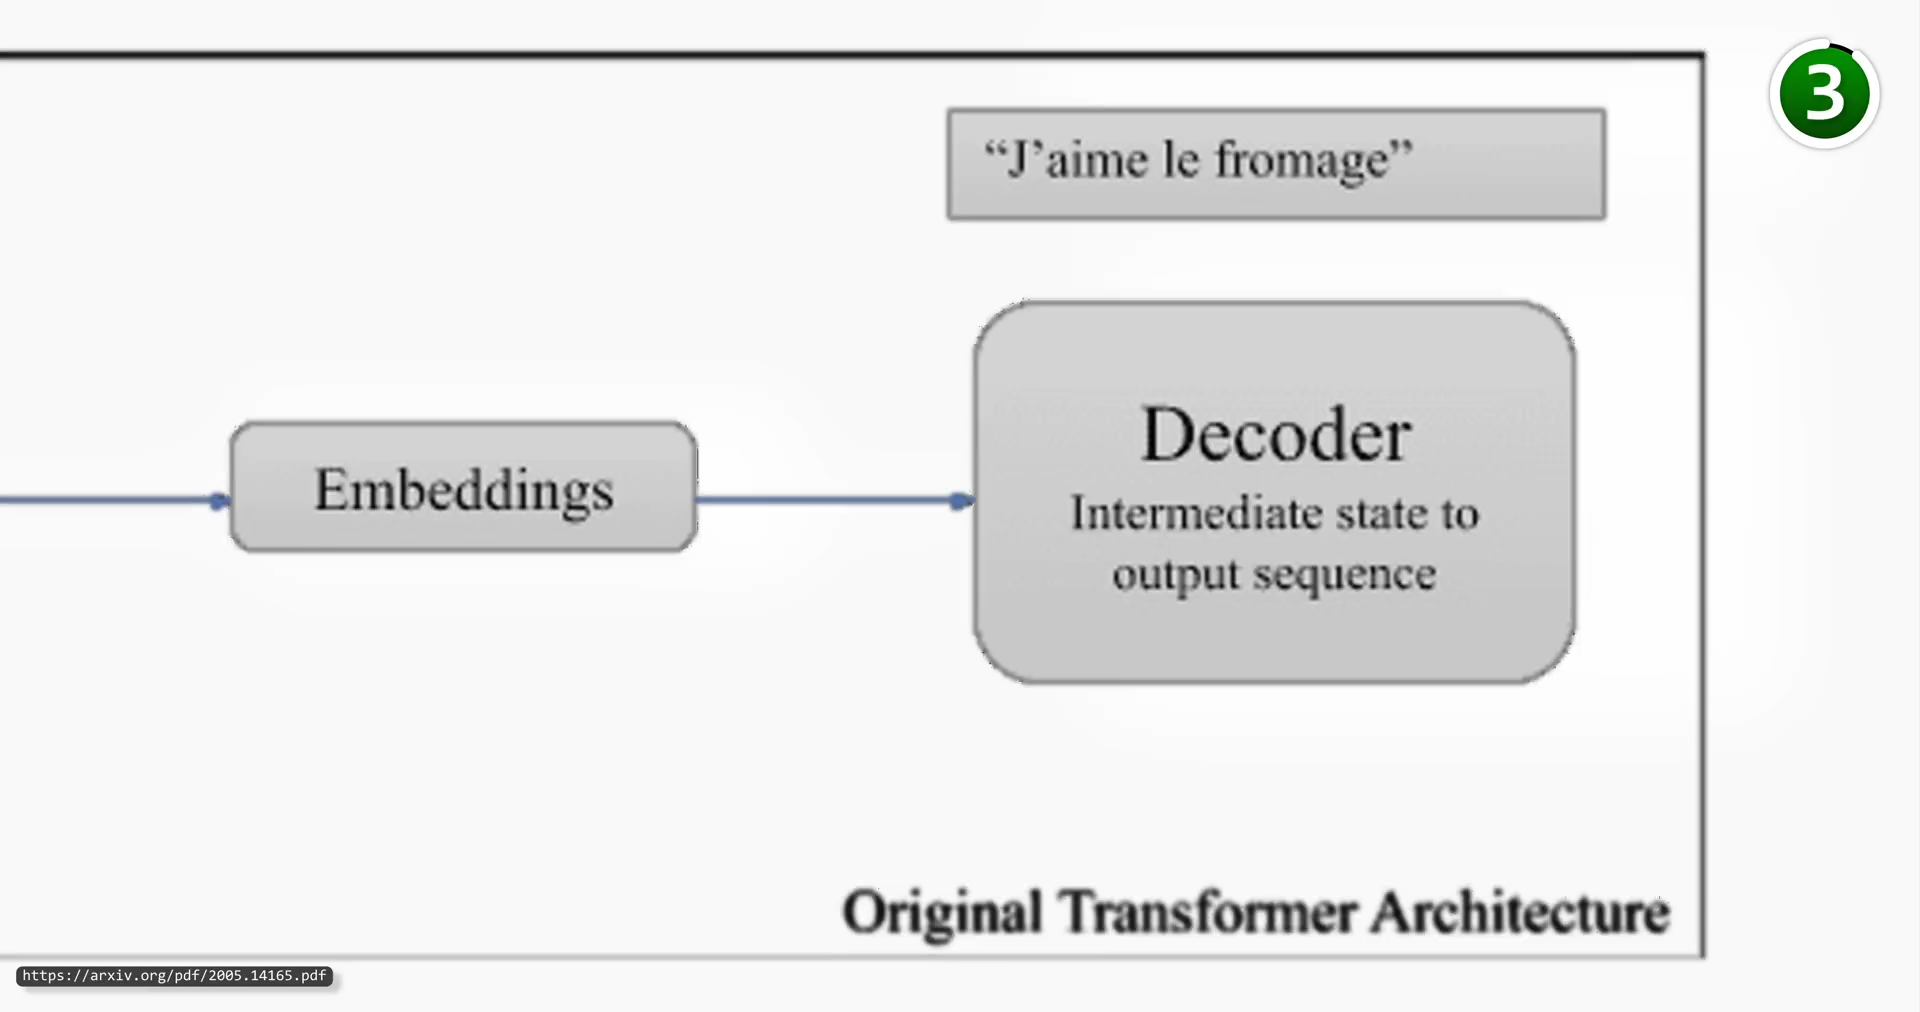 3
“J’aime le fromage”
Embeddings
Decoder
Intermediate state to
output sequence
Original Transformer Architecture
https://arxiv.org/pdf/2005.14165.pdf